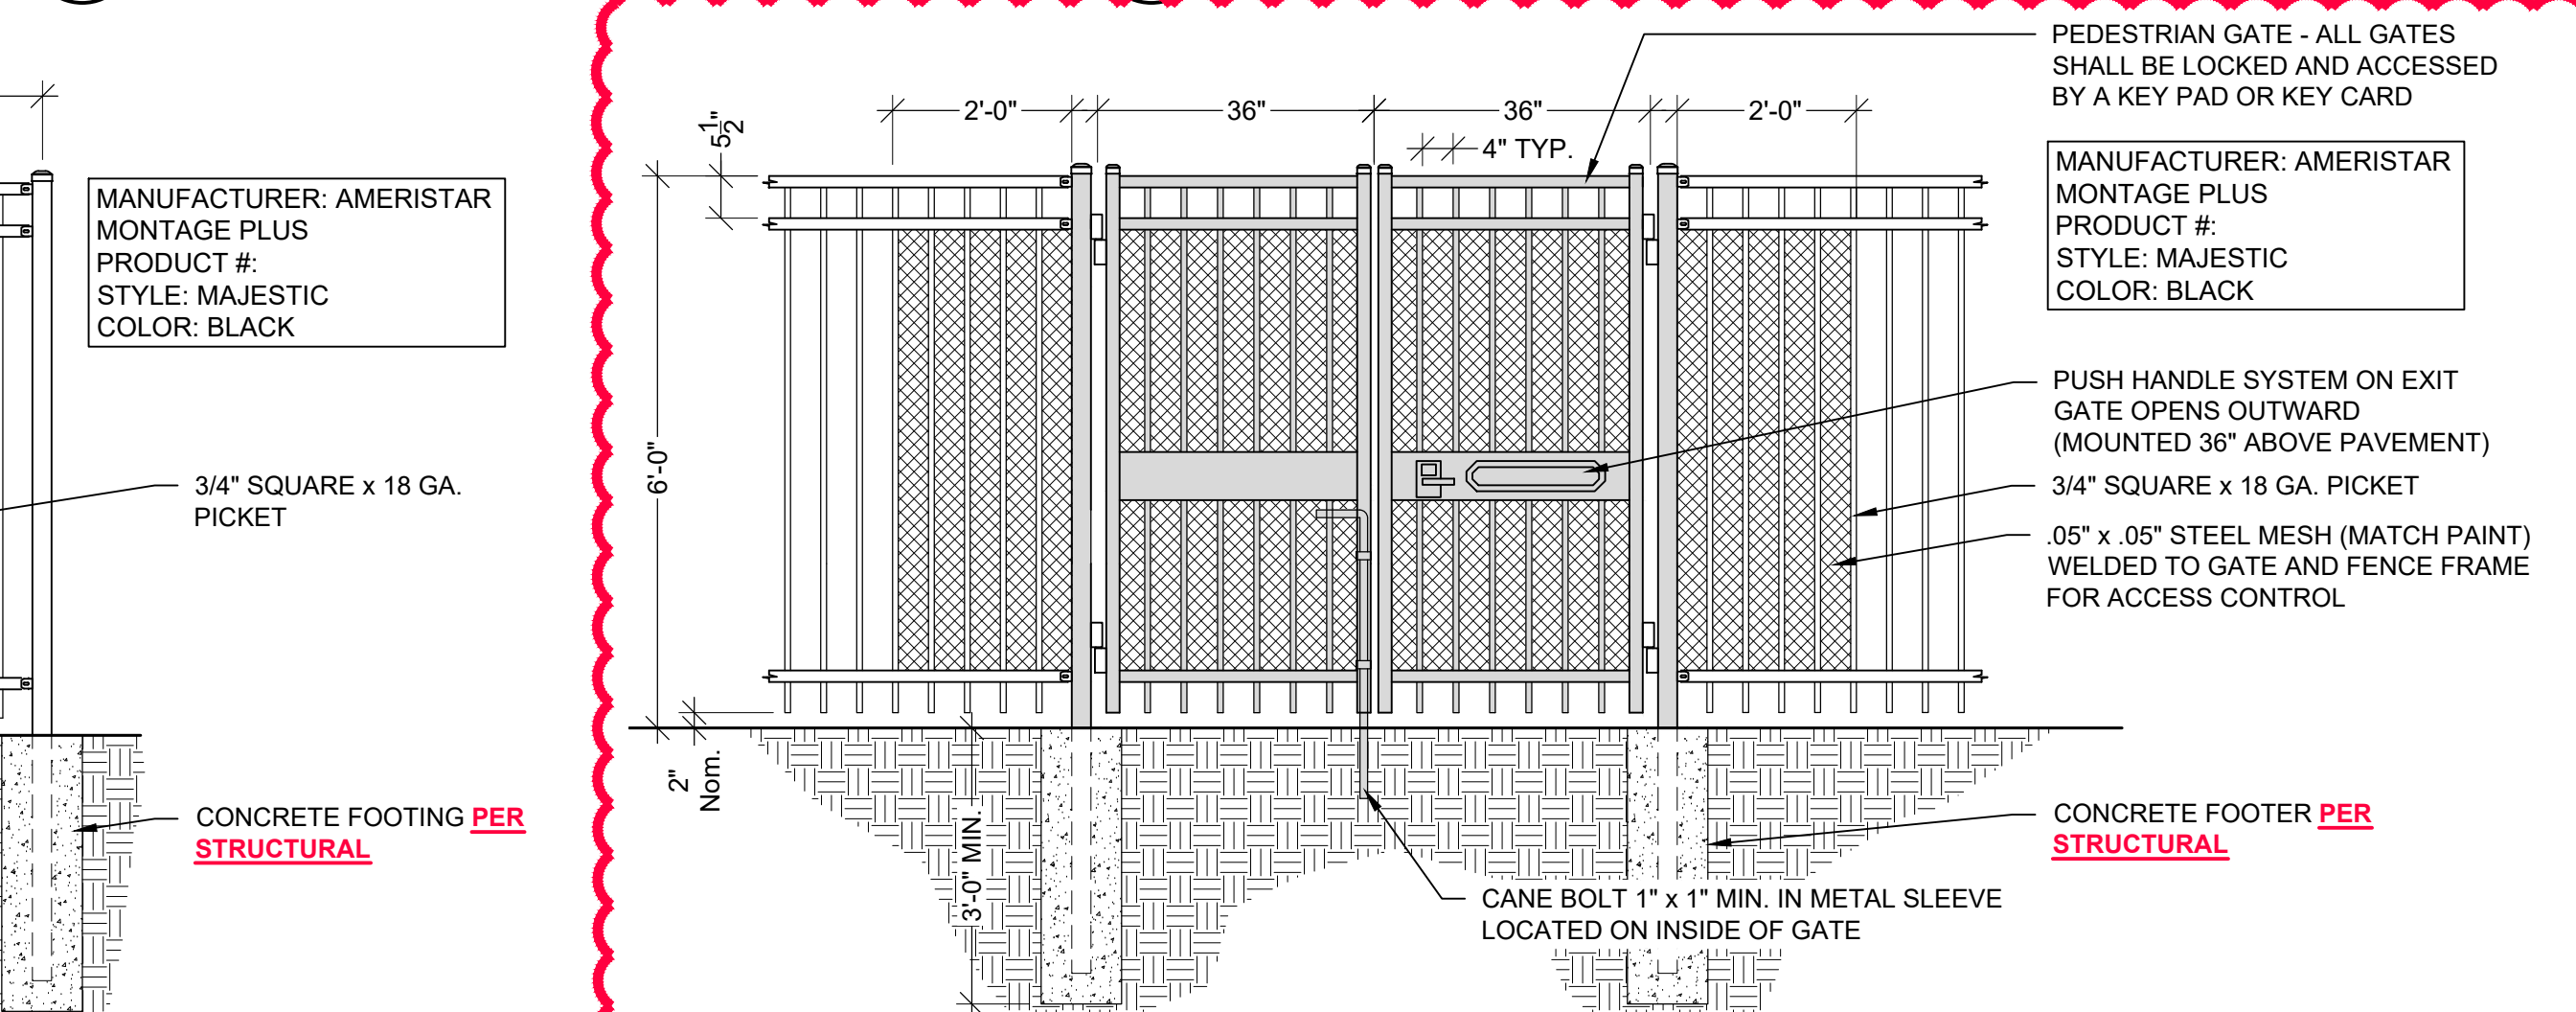 MANUFACTURER: AMERISTAR
MONTAGE PLUS
PRODUCT #:
STYLE: MAJESTIC
COLOR: BLACK
3/4" SQUARE x 18 GA.
PICKET
CONCRETE FOOTING PER
STRUCTURAL
2'-0"
36"
36"
2'-0"
5 1/2"
4" TYP.
6'-0"
2"
Nom.
3'-0" MIN.
PEDESTRIAN GATE - ALL GATES
SHALL BE LOCKED AND ACCESSED
BY A KEY PAD OR KEY CARD
MANUFACTURER: AMERISTAR
MONTAGE PLUS
PRODUCT #:
STYLE: MAJESTIC
COLOR: BLACK
PUSH HANDLE SYSTEM ON EXIT
GATE OPENS OUTWARD
(MOUNTED 36" ABOVE PAVEMENT)
3/4" SQUARE x 18 GA. PICKET
.05" x .05" STEEL MESH (MATCH PAINT)
WELDED TO GATE AND FENCE FRAME
FOR ACCESS CONTROL
CONCRETE FOOTER PER
STRUCTURAL
CANE BOLT 1" x 1" MIN. IN METAL SLEEVE
LOCATED ON INSIDE OF GATE